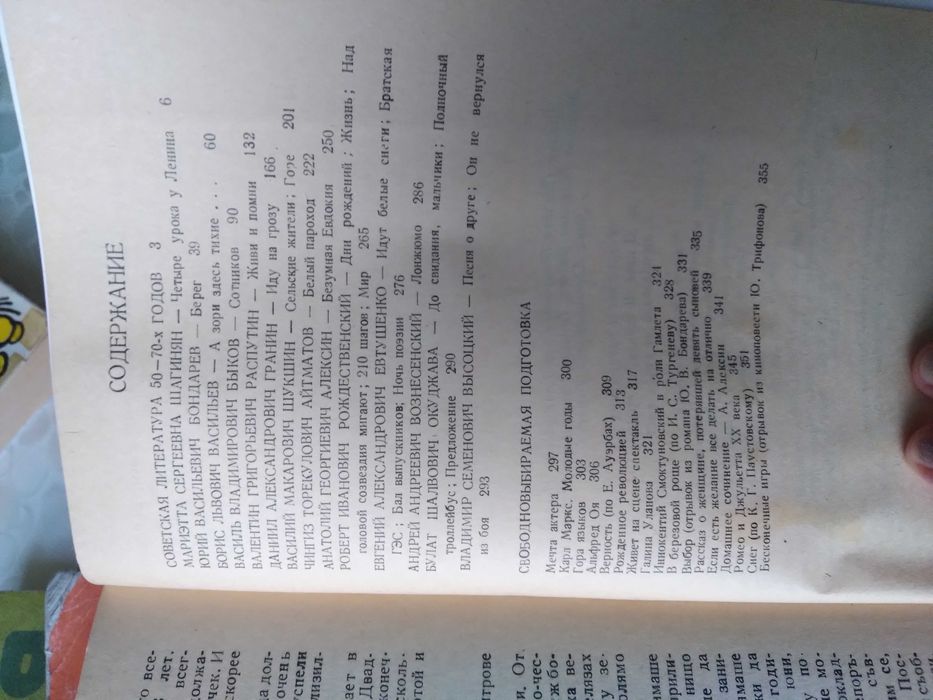 СОДЕРЖАНИЕ
СОВЕТСКАЯ ЛИТЕРАТУРА 50—70-х ГОДОВ 3
МАРИЭТТА СЕРГЕЕВНА ШАГИНЯН — Четыре урока у Ленина 6
ЮРИЙ ВАСИЛЬЕВИЧ БОНДАРЕВ — Берег 39
БОРИС ЛЬВОВИЧ ВАСИЛЬЕВ — А зори здесь тихие . . . 60
ВАСИЛЬ ВЛАДИМИРОВИЧ БЫКОВ — Сотников 90
ВАЛЕНТИН ГРИГОРЬЕВИЧ РАСПУТИН — Живи и помни 132
ДАНИИЛ АЛЕКСАНДРОВИЧ ГРАНИН — Иду на грозу 166
ВАСИЛИЙ МАКАРОВИЧ ШУКШИН — Сельские жители; Горе 201
ЧИНГИЗ ТОРЕКУЛОВИЧ АЙТМАТОВ — Белый пароход 222
АНАТОЛИЙ ГЕОРГИЕВИЧ АЛЕКСИН — Безумная Евдокия 250
РОБЕРТ ИВАНОВИЧ РОЖДЕСТВЕНСКИЙ — Дни рождений; Жизнь; Над
головой созвездия мигают; 210 шагов; Мир 265
ЕВГЕНИЙ АЛЕКСАНДРОВИЧ ЕВТУШЕНКО — Идут белые снеги; Братская
ГЭС; Бал выпускников; Ночь поэзии 276
АНДРЕЙ АНДРЕЕВИЧ ВОЗНЕСЕНСКИЙ — Лонжюмо 286
БУЛАТ ШАЛВОВИЧ ОКУДЖАВА — До свидания, мальчики; Полночный
троллейбус; Предложение 290
ВЛАДИМИР СЕМЕНОВИЧ ВЫСОЦКИЙ — Песня о друге; Он не вернулся
из боя 293
СВОБОДНОВЫБИРАЕМАЯ ПОДГОТОВКА
Мечта актера 297
Карл Маркс. Молодые годы 300
Гора языков 303
Альфред Оя 306
Верность (по Е. Ауэрбах) 309
Рожденное революцией 313
Живет на сцене спектакль 317
Галина Уланова 321
Иннокентий Смоктуновский в роли Гамлета 324
В березовой роще (по И. С. Тургеневу) 328
Выбор (отрывок из романа Ю. В. Бондарева) 331
Рассказ о женщине, потерявшей девять сыновей 335
Если есть желание все делать на отлично 339
Домашнее сочинение — А. Алексин 341
Ромео и Джульетта XX века 345
Снег (по К. Г. Паустовскому) 351
Бесконечные игры (отрывок из киноповести Ю. Трифонова) 355